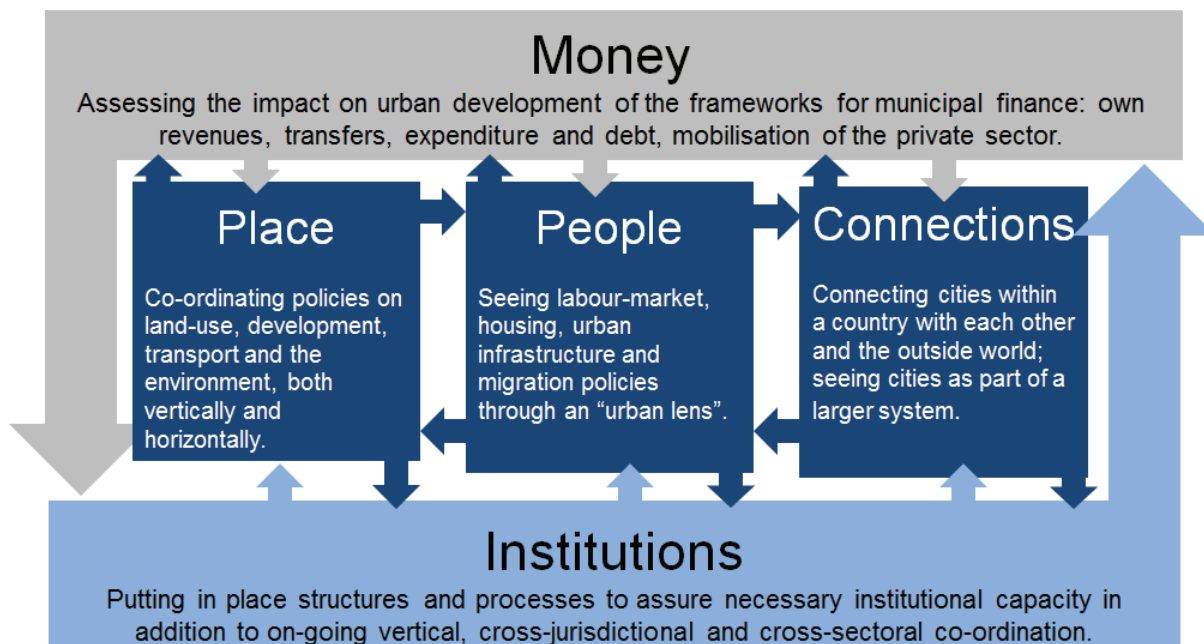 Money
Assessing the impact on urban development of the frameworks for municipal finance: own
revenues, transfers, expenditure and debt, mobilisation of the private sector.
Place
Co-ordinating policies on
land-use, development,
transport and the
environment, both
vertically and
horizontally.
People
Seeing labour-market,
housing, urban
infrastructure and
migration policies
through an “urban lens”.
Connections
Connecting cities within
a country with each other
and the outside world;
seeing cities as part of a
larger system.
Institutions
Putting in place structures and processes to assure necessary institutional capacity in
addition to on-going vertical, cross-jurisdictional and cross-sectoral co-ordination.